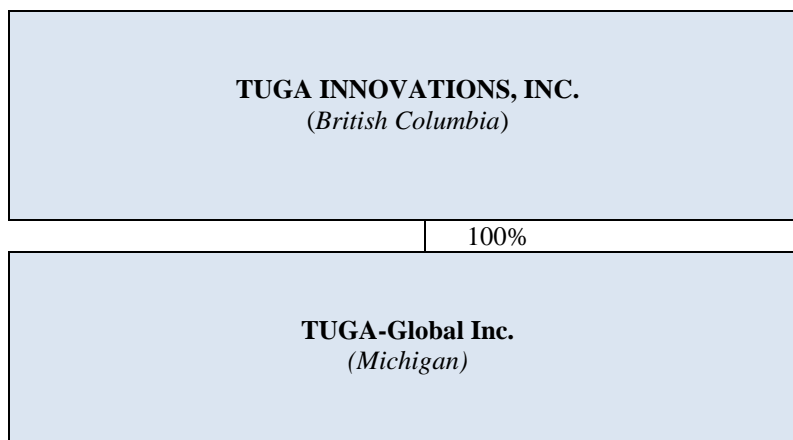 TUGA INNOVATIONS, INC.
(British Columbia)
100%
TUGA-Global Inc.
(Michigan)